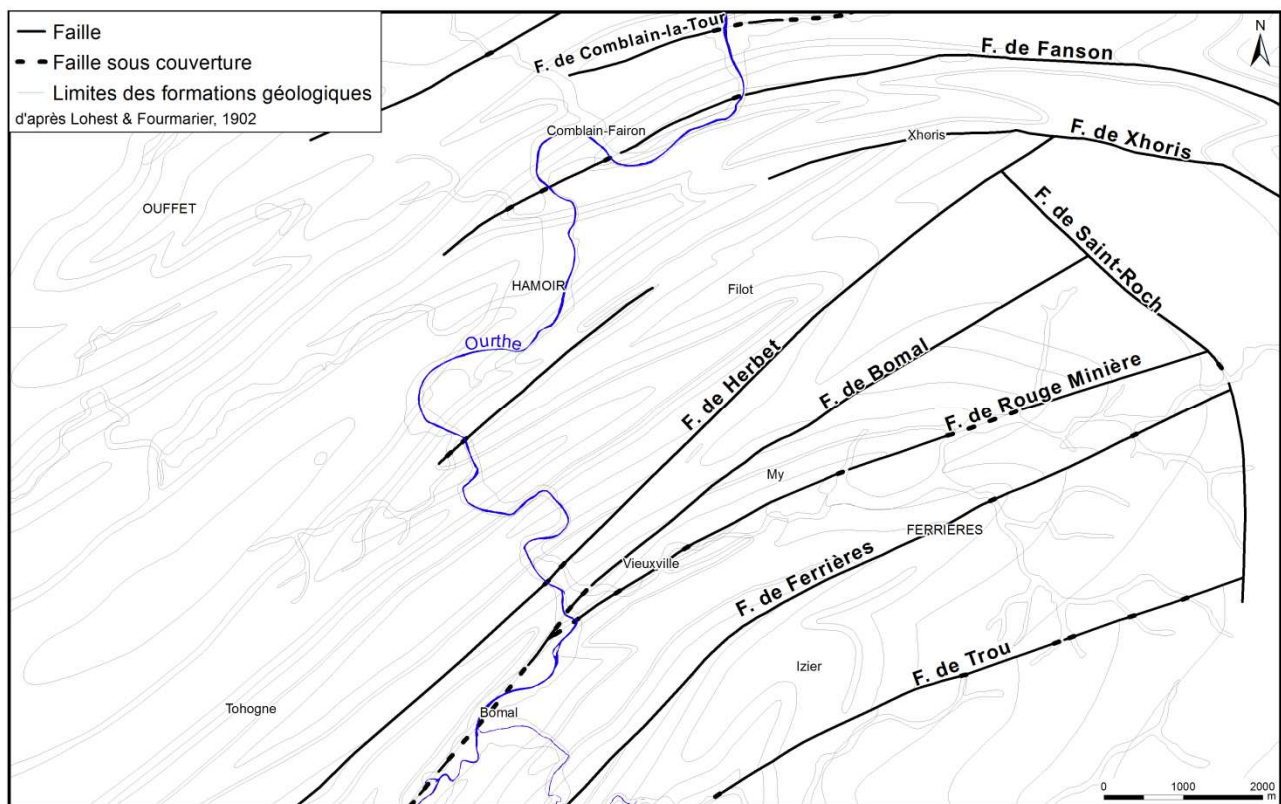 Faille
Faille sous couverture
Limites des formations géologiques
d'après Lohest & Fourmarier, 1902
F. de Comblain-la-Tour
F. de Fanson
N
Comblain-Fairon
Xhoris
F. de Xhoris
OUFFET
F. de Saint-Roch
HAMOIR
Filot
Ourthe
F. de Herbet
F. de Bomal
F. de Rouge Minière
My
FERRIÈRES
Vieuxville
F. de Ferrières
Izier
F. de Trou
Tohogne
Bomal
0 1000 2000
m